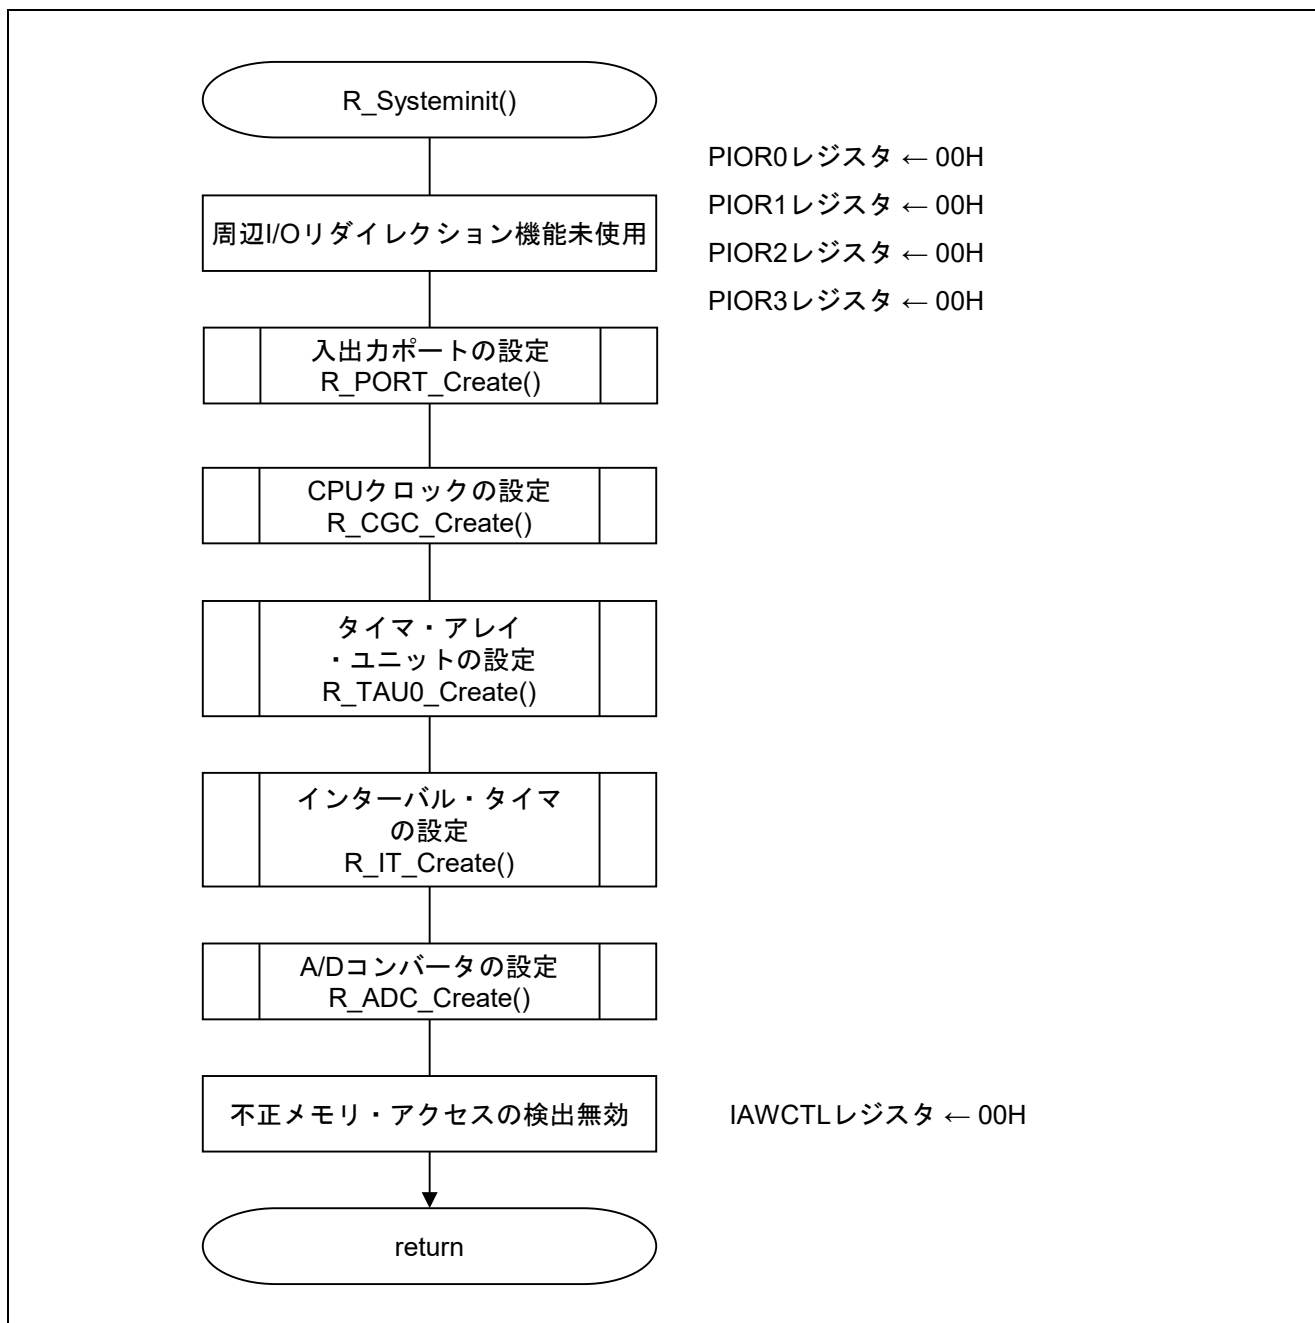 R_Systeminit()
PIOR0レジスタ ← 00H
PIOR1レジスタ ← 00H
周辺I/Oリダイレクション機能未使用
PIOR2レジスタ ← 00H
PIOR3レジスタ ← 00H
入出力ポートの設定
R_PORT_Create()
CPUクロックの設定
R_CGC_Create()
タイマ・アレイ
・ユニットの設定
R_TAU0_Create()
インターバル・タイマ
の設定
R_IT_Create()
A/Dコンバータの設定
R_ADC_Create()
不正メモリ・アクセスの検出無効
IAWCTLレジスタ ← 00H
return